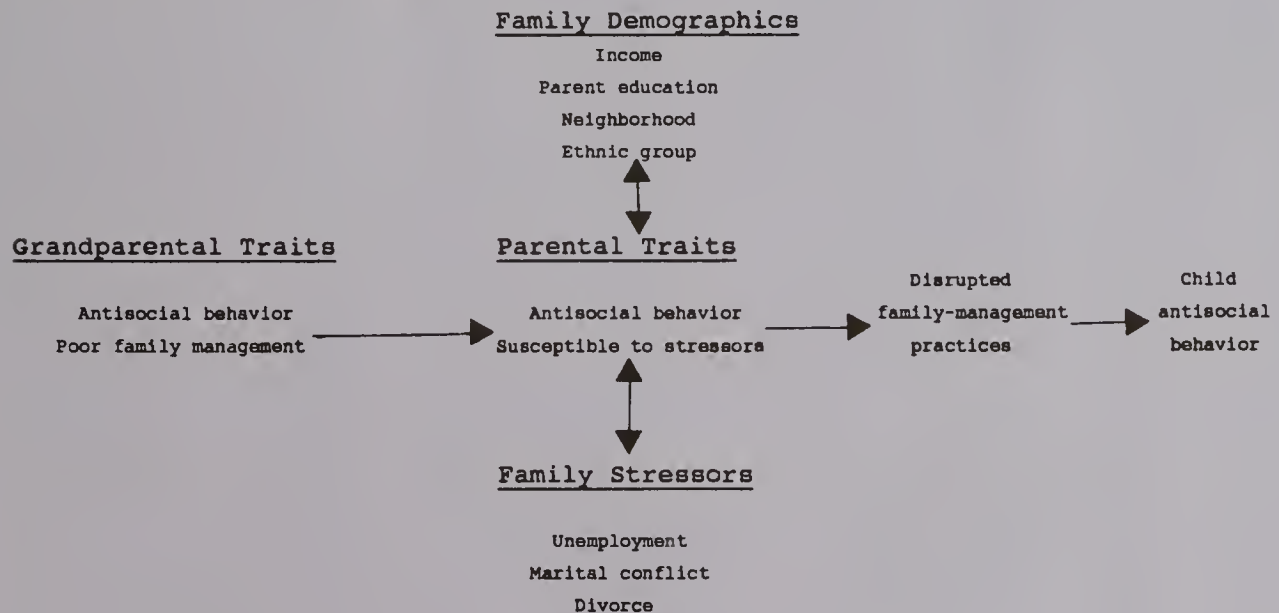 Family Demographics
Income
Parent education
Neighborhood
Ethnic group
Grandparental Traits
Antisocial behavior
Poor family management
Parental Traits
Antisocial behavior
Susceptible to stressors
Disrupted
family-management
practices
Child
antisocial
behavior
Family Stressors
Unemployment
Marital conflict
Divorce